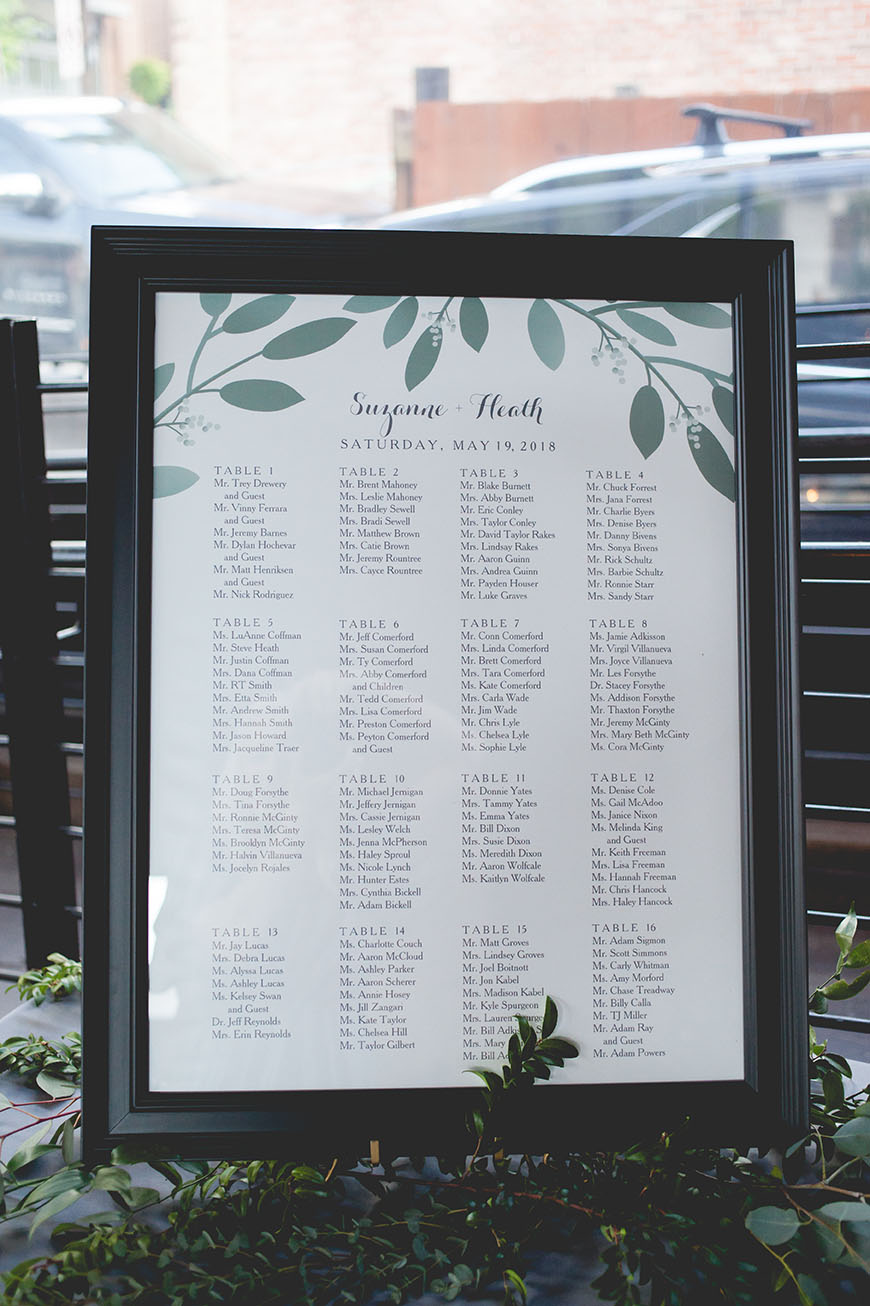 Suzanne + Heath
SATURDAY, MAY 19, 2018
TABLE 1
Mr. Trey Drewery
and Guest
Mr. Vinny Ferrara
and Guest
Mr. Jeremy Barnes
Mr. Dylan Hochevar
and Guest
Mr. Matt Henriksen
and Guest
Mr. Nick Rodriguez
TABLE 2
Mr. Brent Mahoney
Mrs. Leslie Mahoney
Mr. Bradley Sewell
Mrs. Bradi Sewell
Mr. Matthew Brown
Mrs. Catie Brown
Mr. Jeremy Rountree
Mrs. Cayce Rountree
TABLE 3
Mr. Blake Burnett
Mrs. Abby Burnett
Mr. Eric Conley
Mrs. Taylor Conley
Mr. David Taylor Rakes
Mrs. Lindsay Rakes
Mr. Aaron Guinn
Mrs. Andrea Guinn
Mr. Payden Houser
Mr. Luke Graves
TABLE 4
Mr. Chuck Forrest
Mrs. Jana Forrest
Mr. Charlie Byers
Mrs. Denise Byers
Mr. Danny Bivens
Mrs. Sonya Bivens
Mr. Rick Schultz
Mrs. Barbie Schultz
Mr. Ronnie Starr
Mrs. Sandy Starr
TABLE 5
Ms. LuAnne Coffman
Mr. Steve Heath
Mr. Justin Coffman
Mrs. Dana Coffman
Mr. RT Smith
Mrs. Etta Smith
Mr. Andrew Smith
Mrs. Hannah Smith
Mr. Jason Howard
Mrs. Jacqueline Traer
TABLE 6
Mr. Jeff Comerford
Mrs. Susan Comerford
Mr. Ty Comerford
Mrs. Abby Comerford
and Children
Mr. Tedd Comerford
Mrs. Lisa Comerford
Mr. Preston Comerford
Ms. Peyton Comerford
and Guest
TABLE 7
Mr. Conn Comerford
Mrs. Linda Comerford
Mr. Brett Comerford
Mrs. Tara Comerford
Ms. Kate Comerford
Mrs. Carla Wade
Mr. Jim Wade
Mr. Chris Lyle
Ms. Chelsea Lyle
Ms. Sophie Lyle
TABLE 8
Ms. Jamie Adkisson
Mr. Virgil Villanueva
Mrs. Joyce Villanueva
Mr. Les Forsythe
Dr. Stacey Forsythe
Ms. Addison Forsythe
Mr. Thaxton Forsythe
Mr. Jeremy McGinty
Mrs. Mary Beth McGinty
Ms. Cora McGinty
TABLE 9
Mr. Doug Forsythe
Mrs. Tina Forsythe
Mr. Ronnie McGinty
Mrs. Teresa McGinty
Ms. Brooklyn McGinty
Mr. Halvin Villanueva
Ms. Jocelyn Rojales
TABLE 10
Mr. Michael Jernigan
Mr. Jeffery Jernigan
Mrs. Cassie Jernigan
Ms. Lesley Welch
Ms. Jenna McPherson
Ms. Haley Sproul
Ms. Nicole Lynch
Mr. Hunter Estes
Mrs. Cynthia Bickell
Mr. Adam Bickell
TABLE 11
Mr. Donnie Yates
Mrs. Tammy Yates
Ms. Emma Yates
Mr. Bill Dixon
Mrs. Susie Dixon
Ms. Meredith Dixon
Mr. Aaron Wolfcale
Ms. Kaitlyn Wolfcale
TABLE 12
Ms. Denise Cole
Ms. Gail McAdoo
Ms. Janice Nixon
Ms. Melinda King
and Guest
Mr. Keith Freeman
Mrs. Lisa Freeman
Ms. Hannah Freeman
Mr. Chris Hancock
Mrs. Haley Hancock
TABLE 13
Mr. Jay Lucas
Mrs. Debra Lucas
Ms. Alyssa Lucas
Ms. Ashley Lucas
Ms. Kelsey Swan
and Guest
Dr. Jeff Reynolds
Mrs. Erin Reynolds
TABLE 14
Ms. Charlotte Couch
Mr. Aaron McCloud
Ms. Ashley Parker
Mr. Aaron Scherer
Ms. Annie Hosey
Ms. Jill Zangari
Ms. Kate Taylor
Ms. Chelsea Hill
Mr. Taylor Gilbert
TABLE 15
Mr. Matt Groves
Mrs. Lindsey Groves
Mr. Joel Boitnott
Mr. Jon Kabel
Mrs. Madison Kabel
Mr. Kyle Spurgeon
Mrs. Lauren
Mr. Bill
Mrs. Mary
Mr. Bill
TABLE 16
Mr. Adam Sigmon
Mr. Scott Simmons
Ms. Carly Whitman
Ms. Amy Morford
Mr. Chase Treadway
Mr. Billy Calla
Mr. TJ Miller
Mr. Adam Ray
and Guest
Mr. Adam Powers